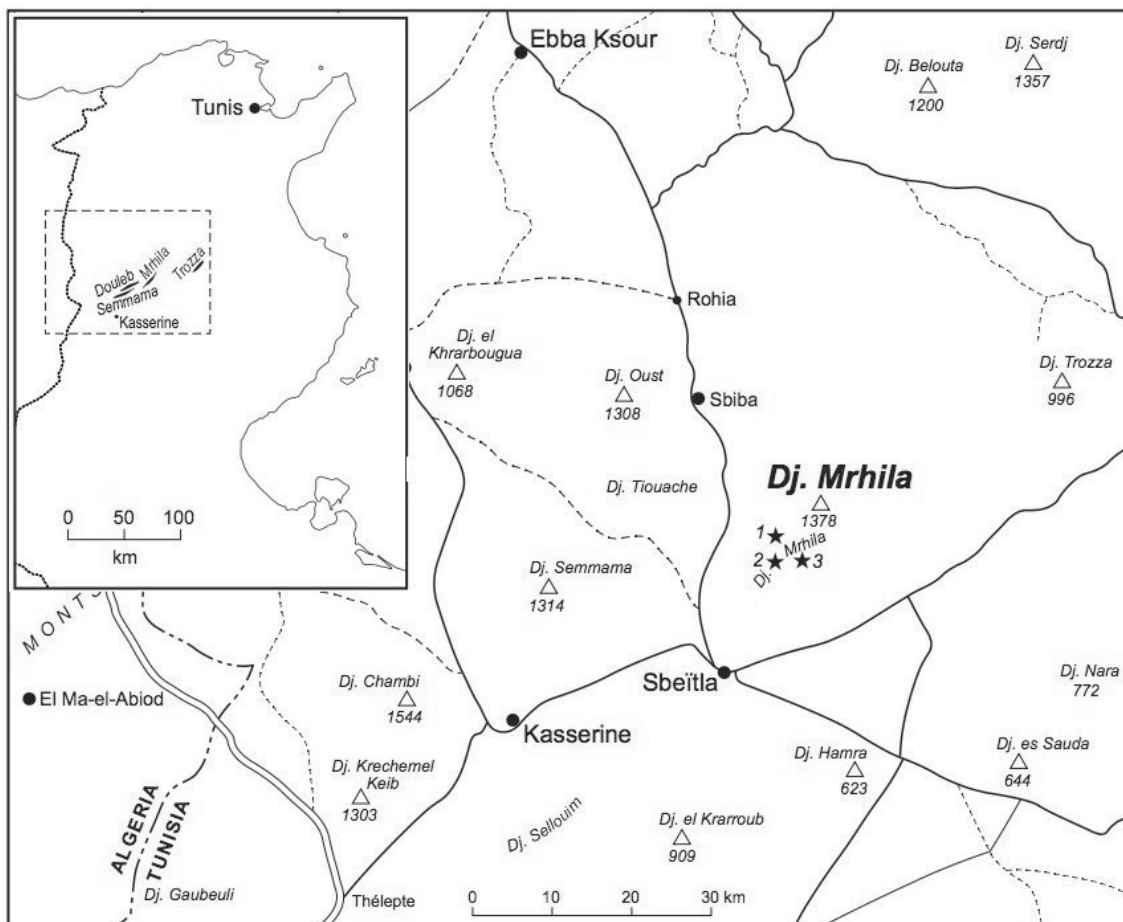 Ebba Ksour
Dj. Serdj
1357
Dj. Belouta
1200
Tunis
Douleb
Mrhila
Trozza
Semmama
Kasserine
0 50 100
km
Rohia
Dj. el
Khrarbougua
1068
Dj. Oust
1308
Sbiba
Dj. Trozza
996
Dj. Tiouache
Dj. Mrhila
1378
1
Dj. Mrhila
2
3
Dj. Semmama
1314
MONTS
El Ma-el-Abiod
Dj. Chambi
1544
Sbeïtla
Kasserine
Dj. Nara
772
Dj. Krechemel
Keib
1303
Dj. Hamra
623
Dj. es Sauda
644
ALGERIA
TUNISIA
Dj. Sellouim
Dj. el Krarroub
909
Dj. Gaubeuli
Thélepte
0 10 20 30 km